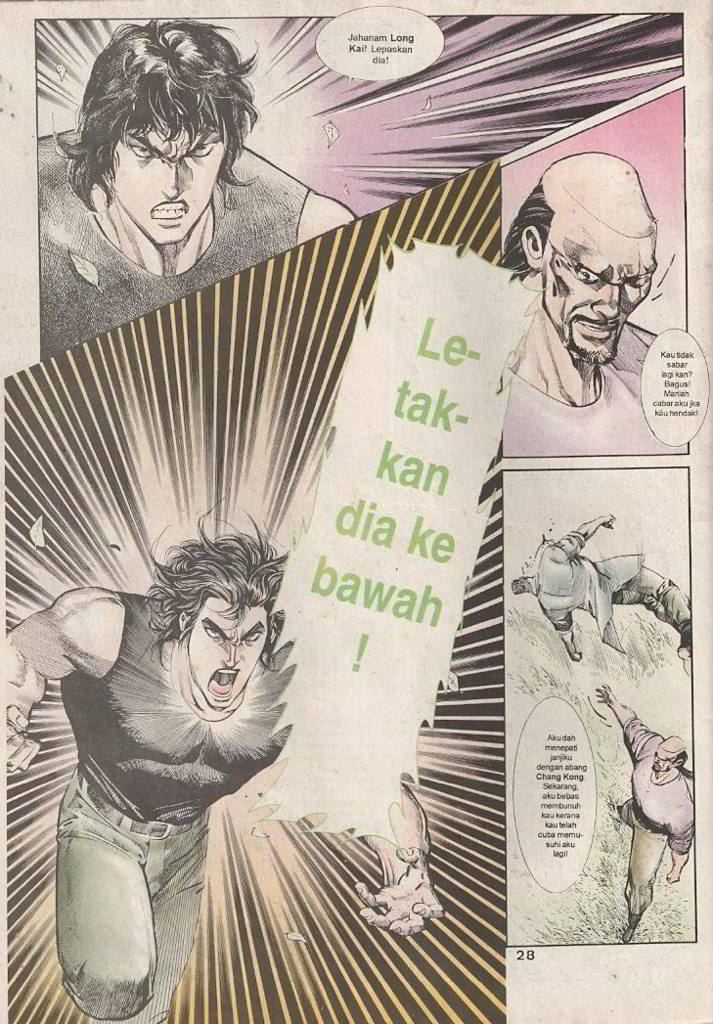 Jahanam Long
Kai! Lepaskan
dia!
Kau tidak
sabar
lagi kan?
Bagus!
Marilah
cabar aku jka
kau hendak!
Le-
tak-
kan
dia ke
bawah
!
Aku dah
menepati
janjiku
dengan abang
Chang Kong
Sekarang,
aku bebas
membunuh
kau kerana
kau telah
cuba memu-
suhi aku
lagi!
28